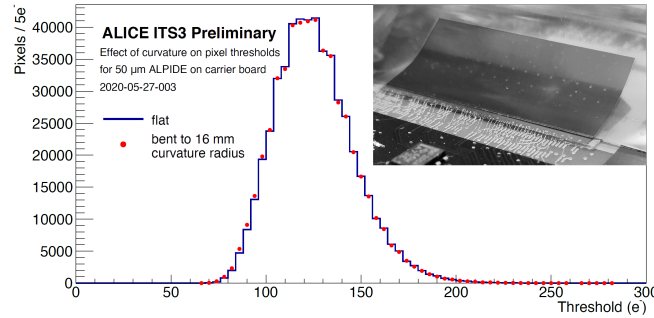 Pixels / 5e⁻
ALICE ITS3 Preliminary
Effect of curvature on pixel thresholds
for 50 μm ALPIDE on carrier board
2020-05-27-003
flat
bent to 16 mm
curvature radius
40000
35000
30000
25000
20000
15000
10000
5000
0
0 50 100 150 200 250 300
Threshold (e⁻)